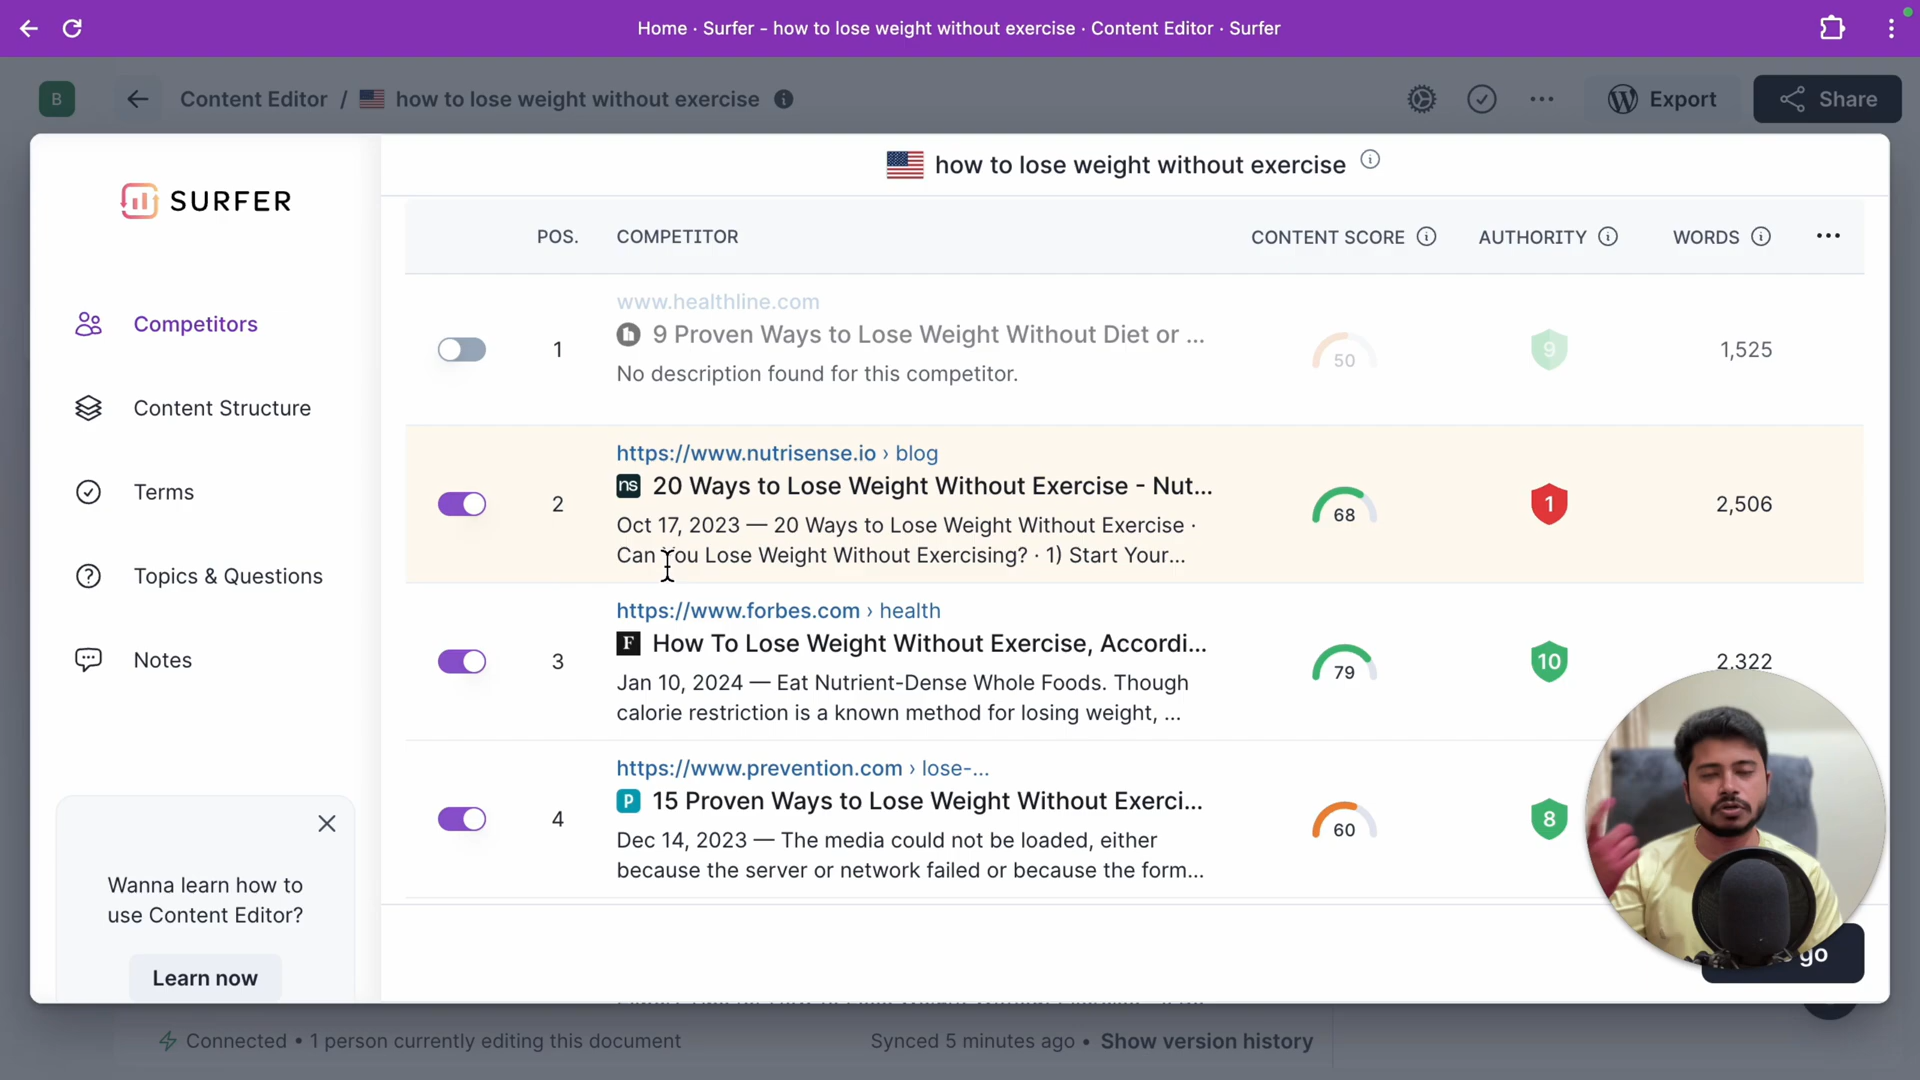 Home · Surfer - how to lose weight without exercise · Content Editor · Surfer
B
Content Editor / how to lose weight without exercise
Export
Share
SURFER
Competitors
Content Structure
Terms
Topics & Questions
Notes
Wanna learn how to
use Content Editor?
Learn now
how to lose weight without exercise
POS. COMPETITOR CONTENT SCORE AUTHORITY WORDS
www.healthline.com
1 9 Proven Ways to Lose Weight Without Diet or ... 50 9 1,525
No description found for this competitor.
https://www.nutrisense.io › blog
2 ns 20 Ways to Lose Weight Without Exercise - Nut... 68 1 2,506
Oct 17, 2023 — 20 Ways to Lose Weight Without Exercise ·
Can You Lose Weight Without Exercising? · 1) Start Your...
https://www.forbes.com › health
3 F How To Lose Weight Without Exercise, Accordi... 79 10 2,322
Jan 10, 2024 — Eat Nutrient-Dense Whole Foods. Though
calorie restriction is a known method for losing weight, ...
https://www.prevention.com › lose-...
4 P 15 Proven Ways to Lose Weight Without Exerci... 60 8
Dec 14, 2023 — The media could not be loaded, either
because the server or network failed or because the form...
go
Connected • 1 person currently editing this document
Synced 5 minutes ago • Show version history